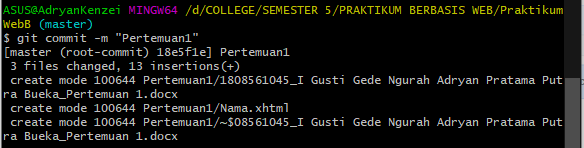 ASUS@AdryanKenzei MINGW64 /d/COLLEGE/SEMESTER 5/PRAKTIKUM BERBASIS WEB/Praktikum
WebB (master)
$ git commit -m "Pertemuan1"
[master (root-commit) 18e5f1e] Pertemuan1
 3 files changed, 13 insertions(+)
 create mode 100644 Pertemuan1/1808561045_I Gusti Gede Ngurah Adryan Pratama Put
ra Bueka_Pertemuan 1.docx
 create mode 100644 Pertemuan1/Nama.xhtml
 create mode 100644 Pertemuan1/~$08561045_I Gusti Gede Ngurah Adryan Pratama Put
ra Bueka_Pertemuan 1.docx